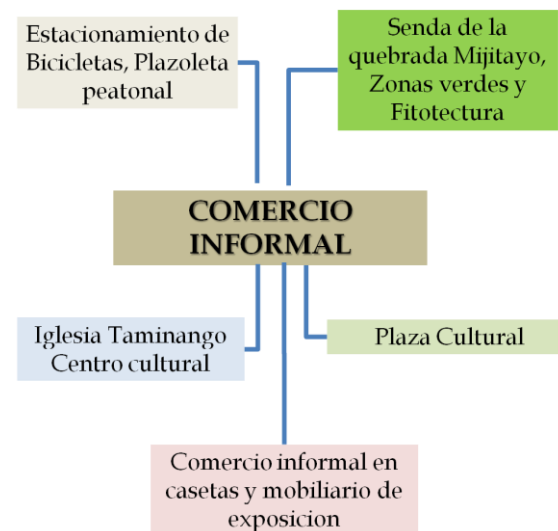 Estacionamiento de
Bicicletas, Plazoleta
peatonal
Senda de la
quebrada Mijitayo,
Zonas verdes y
Fitotectura
COMERCIO
INFORMAL
Iglesia Taminango
Centro cultural
Plaza Cultural
Comercio informal en
casetas y mobiliario de
exposicion